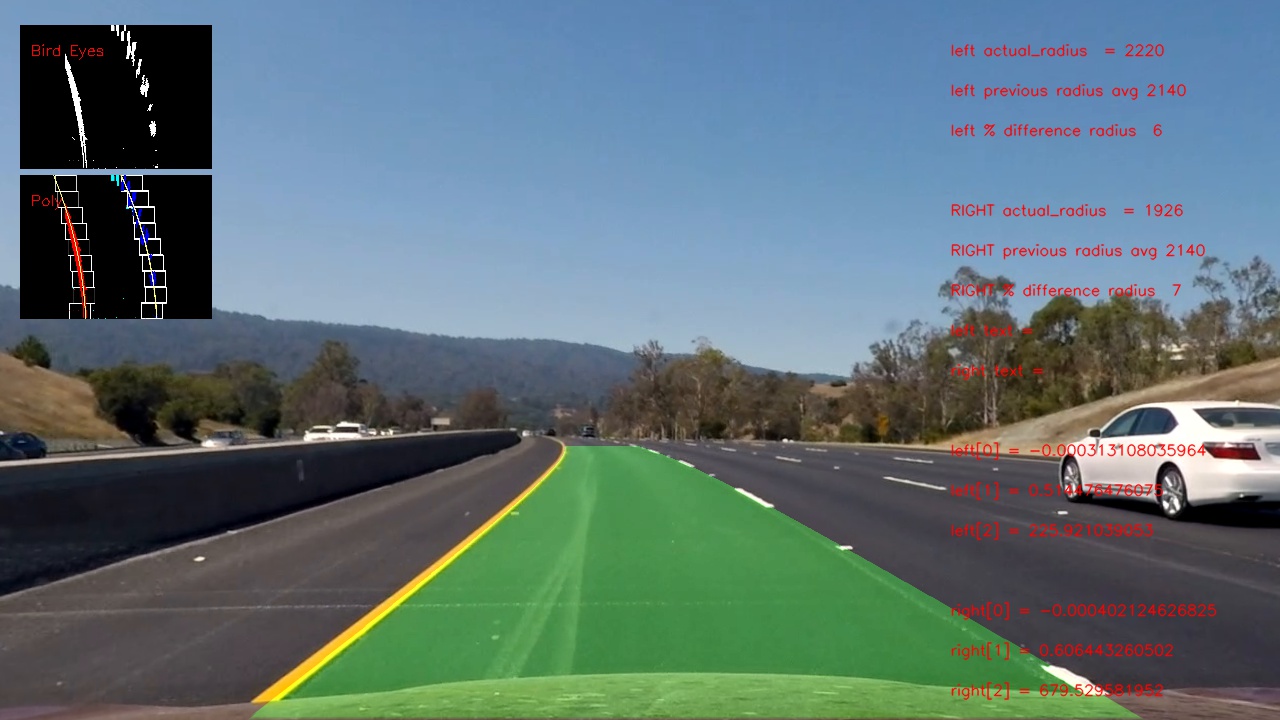 Bird Eyes
Poly
left actual_radius = 2220
left previous radius avg 2140
left % difference radius 6
RIGHT actual_radius = 1926
RIGHT previous radius avg 2140
RIGHT % difference radius 7
left text =
right text =
left[0] = -0.000313108035964
left[1] = 0.514476476075
left[2] = 225.921039053
right[0] = -0.000402124626825
right[1] = 0.606443260502
right[2] = 679.529581952